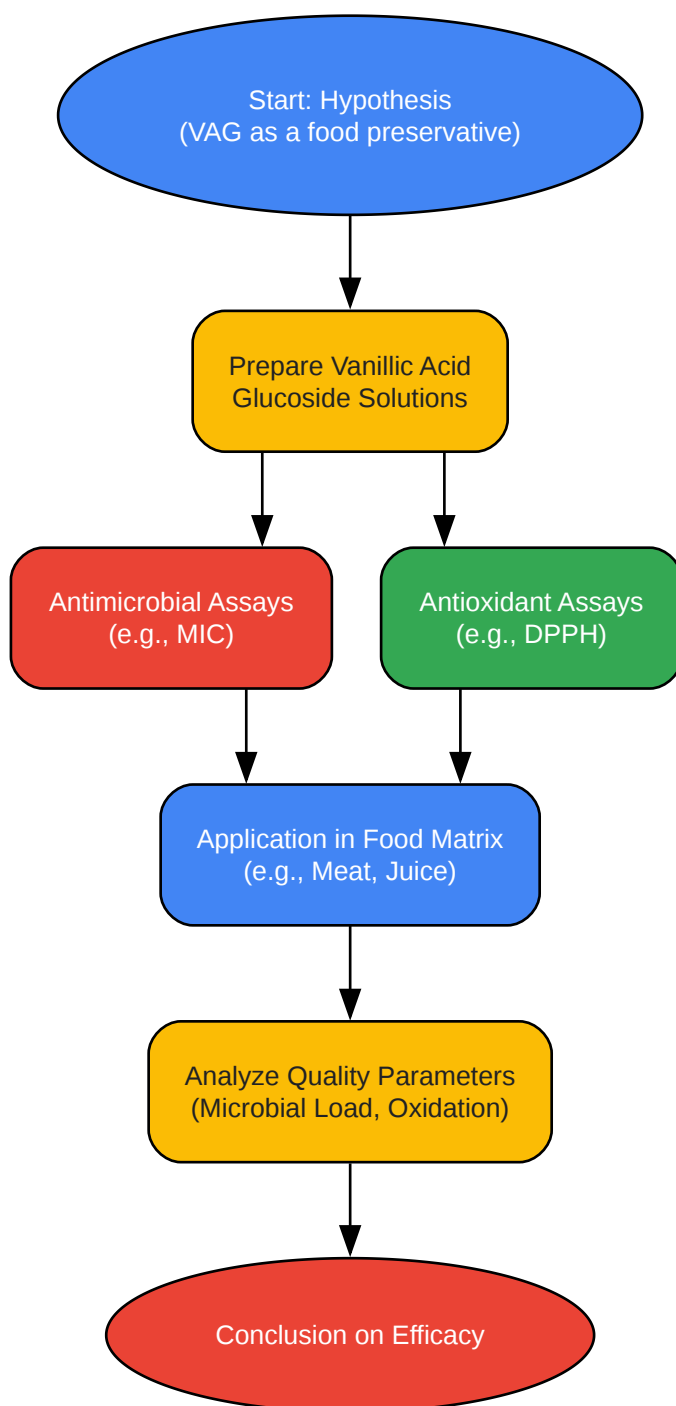 Start: Hypothesis
(VAG as a food preservative)
Prepare Vanillic Acid
Glucoside Solutions
Antimicrobial Assays
(e.g., MIC)
Antioxidant Assays
(e.g., DPPH)
Application in Food Matrix
(e.g., Meat, Juice)
Analyze Quality Parameters
(Microbial Load, Oxidation)
Conclusion on Efficacy